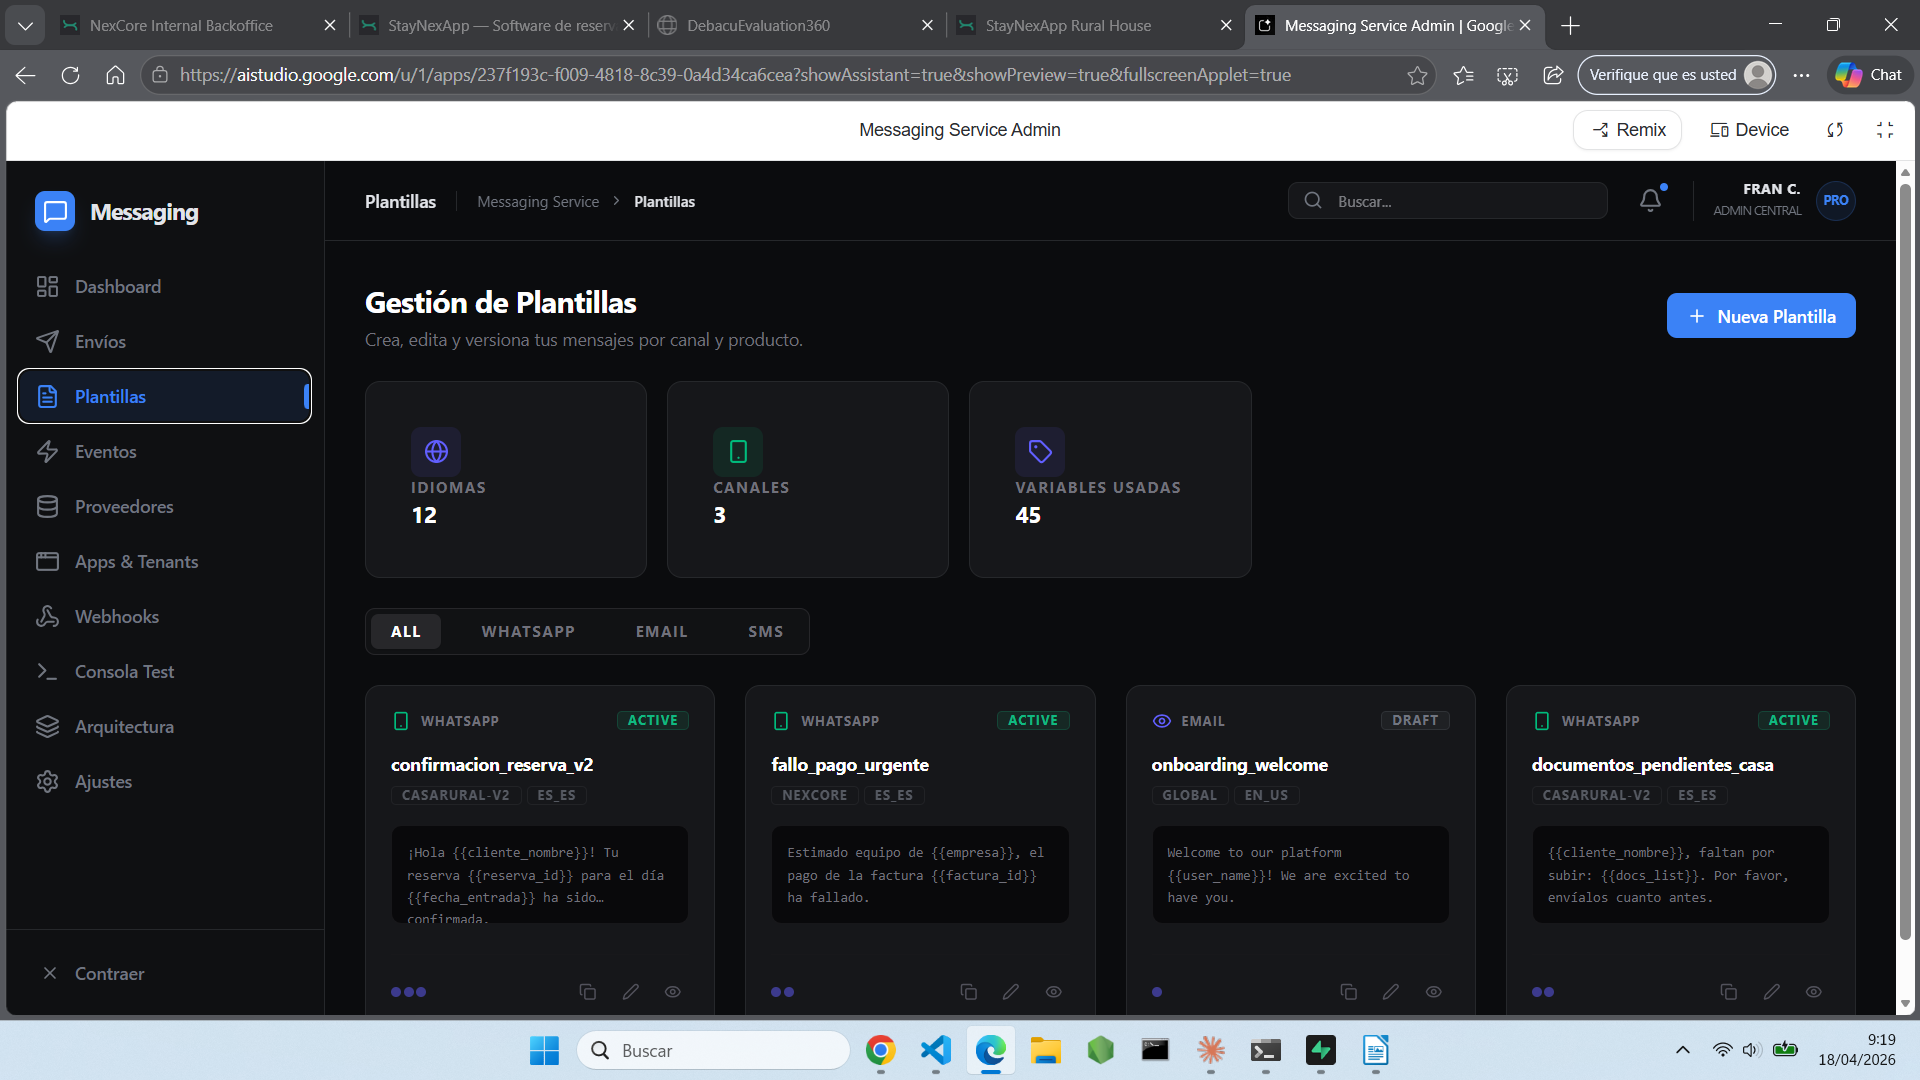 NexCore Internal Backoffice
StayNexApp — Software de reserv
DebacuEvaluation360
StayNexApp Rural House
Messaging Service Admin | Google
https://aistudio.google.com/u/1/apps/237f193c-f009-4818-8c39-0a4d34ca6cea?showAssistant=true&showPreview=true&fullscreenApplet=true
Verifique que es usted
Chat
Messaging Service Admin
Remix
Device
Messaging
Dashboard
Envíos
Plantillas
Eventos
Proveedores
Apps & Tenants
Webhooks
Consola Test
Arquitectura
Ajustes
Contraer
Plantillas
Messaging Service > Plantillas
Buscar...
FRAN C.
ADMIN CENTRAL
PRO
Gestión de Plantillas
Crea, edita y versiona tus mensajes por canal y producto.
+ Nueva Plantilla
IDIOMAS
12
CANALES
3
VARIABLES USADAS
45
ALL
WHATSAPP
EMAIL
SMS
WHATSAPP
ACTIVE
confirmacion_reserva_v2
CASARURAL-V2
ES_ES
¡Hola {{cliente_nombre}}! Tu
reserva {{reserva_id}} para el día
{{fecha_entrada}} ha sido…
confirmada.
WHATSAPP
ACTIVE
fallo_pago_urgente
NEXCORE
ES_ES
Estimado equipo de {{empresa}}, el
pago de la factura {{factura_id}}
ha fallado.
EMAIL
DRAFT
onboarding_welcome
GLOBAL
EN_US
Welcome to our platform
{{user_name}}! We are excited to
have you.
WHATSAPP
ACTIVE
documentos_pendientes_casa
CASARURAL-V2
ES_ES
{{cliente_nombre}}, faltan por
subir: {{docs_list}}. Por favor,
envíalos cuanto antes.
Buscar
9:19
18/04/2026